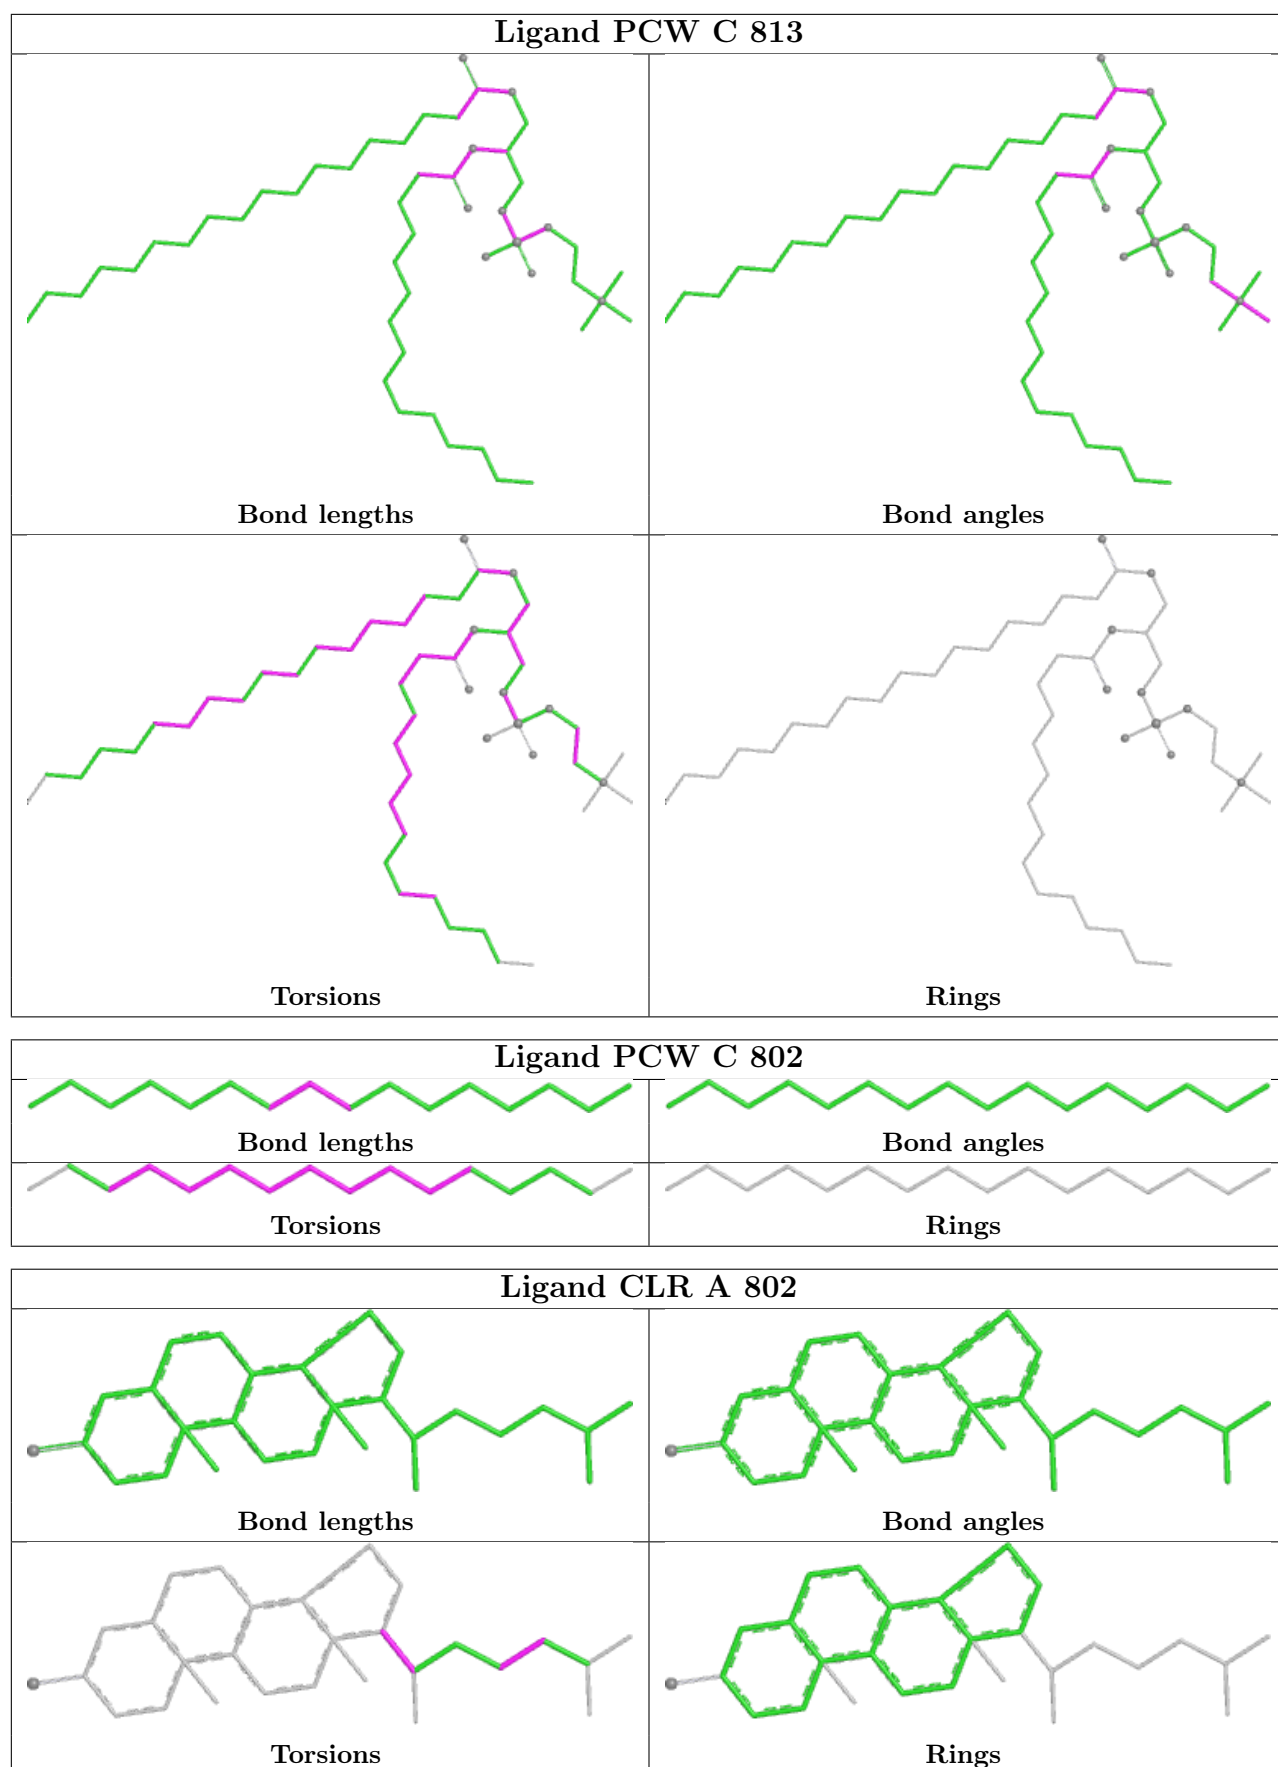 Ligand PCW C 813
Bond lengths
Bond angles
Torsions
Rings
Ligand PCW C 802
Bond lengths
Bond angles
Torsions
Rings
Ligand CLR A 802
Bond lengths
Bond angles
Torsions
Rings